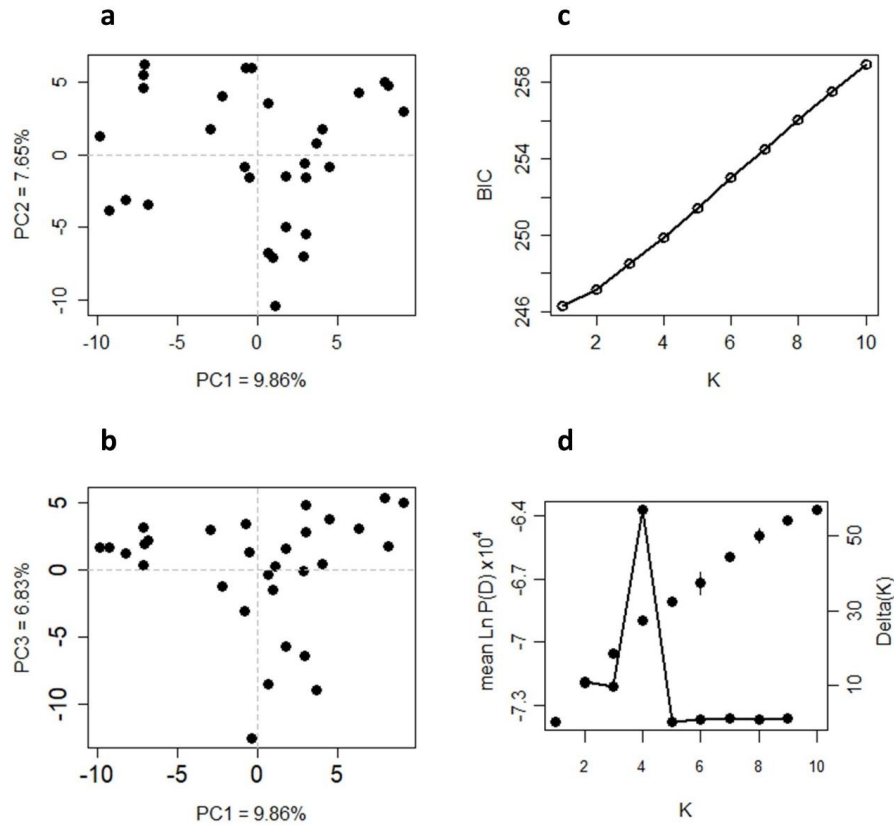 a
5
0
-5
-10
PC2 = 7.65%
-10
-5
0
5
PC1 = 9.86%
c
258
254
250
246
BIC
2
4
6
8
10
K
b
5
0
-5
-10
PC3 = 6.83%
-10
-5
0
5
PC1 = 9.86%
d
-6.4
-6.7
-7
-7.3
mean Ln P(D) x10⁴
50
30
10
Delta(K)
2
4
6
8
10
K